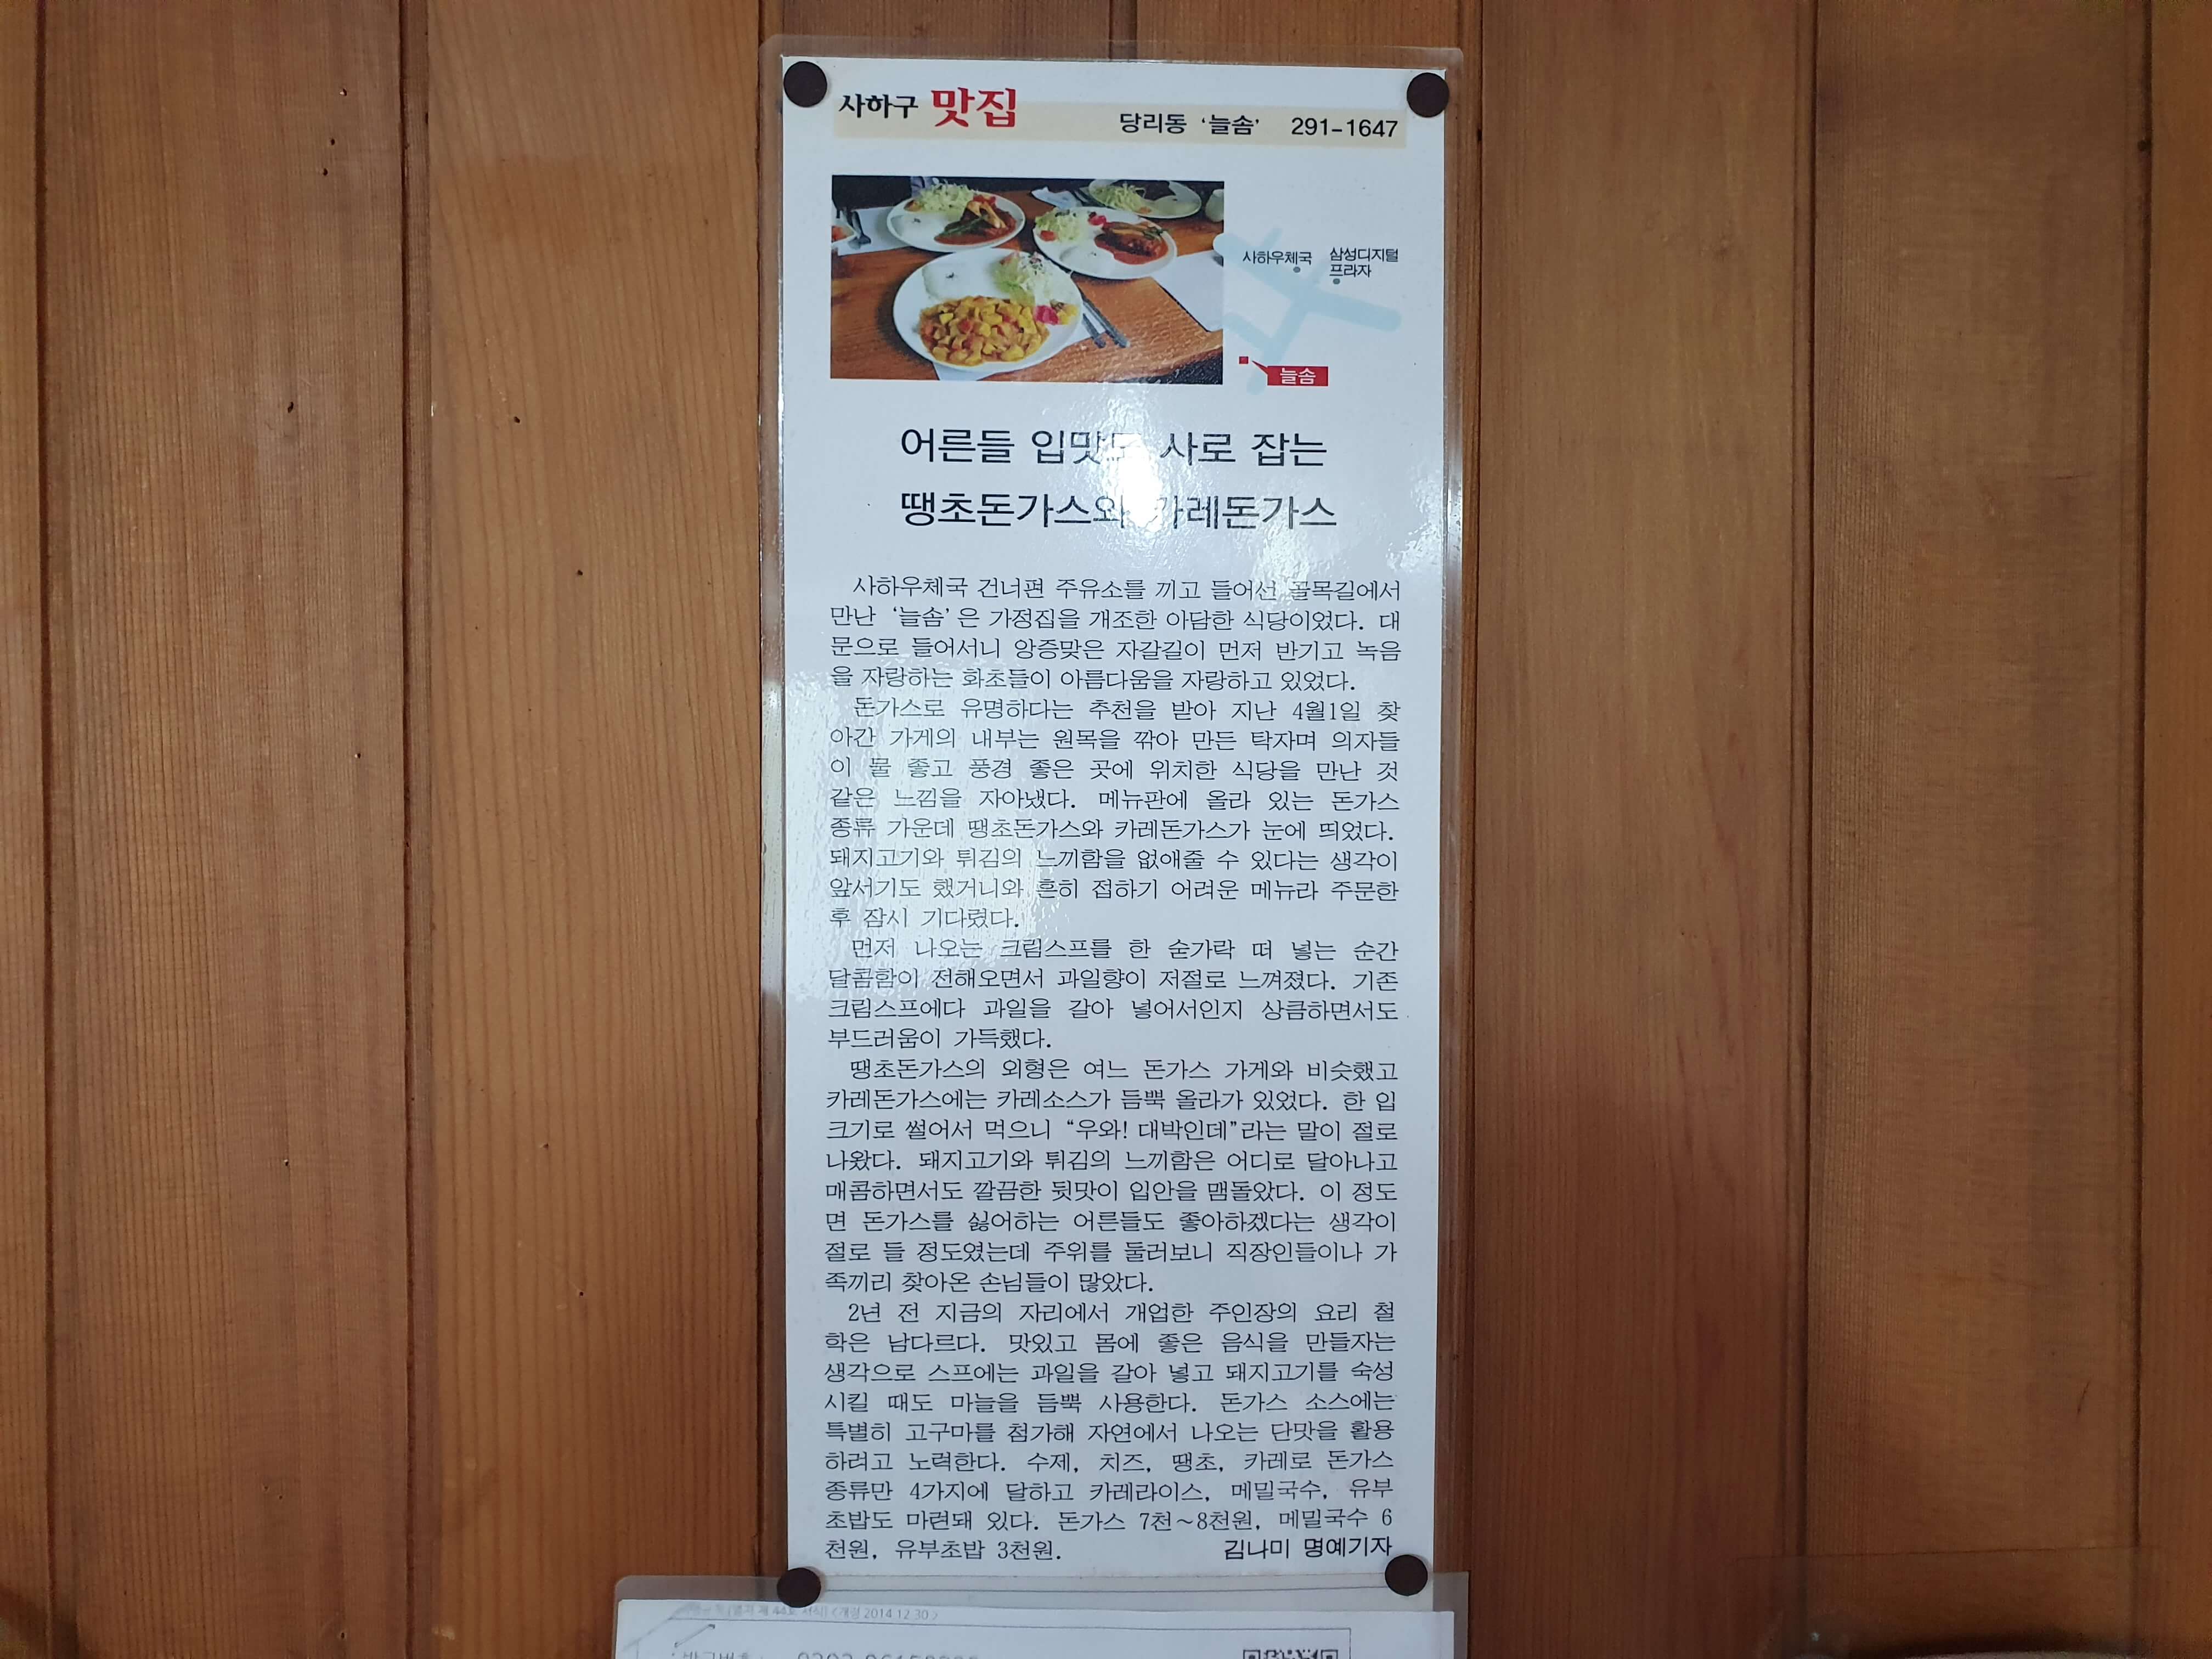 사하구 맛집
당리동 ‘늘솜’ 291-1647
사하우체국
삼성디지털
프라자
늘솜
어른들 입맛도 사로 잡는
땡초돈가스와 카레돈가스
사하우체국 건너편 주유소를 끼고 들어선 골목길에서
만난 ‘늘솜’은 가정집을 개조한 아담한 식당이었다. 대
문으로 들어서니 앙증맞은 자갈길이 먼저 반기고 녹음
을 자랑하는 화초들이 아름다움을 자랑하고 있었다.
돈가스로 유명하다는 추천을 받아 지난 4월1일 찾
아간 가게의 내부는 원목을 깎아 만든 탁자며 의자들
이 물 좋고 풍경 좋은 곳에 위치한 식당을 만난 것
같은 느낌을 자아냈다. 메뉴판에 올라 있는 돈가스
종류 가운데 땡초돈가스와 카레돈가스가 눈에 띄었다.
돼지고기와 튀김의 느끼함을 없애줄 수 있다는 생각이
앞서기도 했거니와 흔히 접하기 어려운 메뉴라 주문한
후 잠시 기다렸다.
먼저 나오는 크림스프를 한 숟가락 떠 넣는 순간
달콤함이 전해오면서 과일향이 저절로 느껴졌다. 기존
크림스프에다 과일을 갈아 넣어서인지 상큼하면서도
부드러움이 가득했다.
땡초돈가스의 외형은 여느 돈가스 가게와 비슷했고
카레돈가스에는 카레소스가 듬뿍 올라가 있었다. 한 입
크기로 썰어서 먹으니 “우와! 대박인데”라는 말이 절로
나왔다. 돼지고기와 튀김의 느끼함은 어디로 달아나고
매콤하면서도 깔끔한 뒷맛이 입안을 맴돌았다. 이 정도
면 돈가스를 싫어하는 어른들도 좋아하겠다는 생각이
절로 들 정도였는데 주위를 둘러보니 직장인들이나 가
족끼리 찾아온 손님들이 많았다.
2년 전 지금의 자리에서 개업한 주인장의 요리 철
학은 남다르다. 맛있고 몸에 좋은 음식을 만들자는
생각으로 스프에는 과일을 갈아 넣고 돼지고기를 숙성
시킬 때도 마늘을 듬뿍 사용한다. 돈가스 소스에는
특별히 고구마를 첨가해 자연에서 나오는 단맛을 활용
하려고 노력한다. 수제, 치즈, 땡초, 카레로 돈가스
종류만 4가지에 달하고 카레라이스, 메밀국수, 유부
초밥도 마련돼 있다. 돈가스 7천～8천원, 메밀국수 6
천원, 유부초밥 3천원. 김나미 명예기자
<개정 2014.12.30>